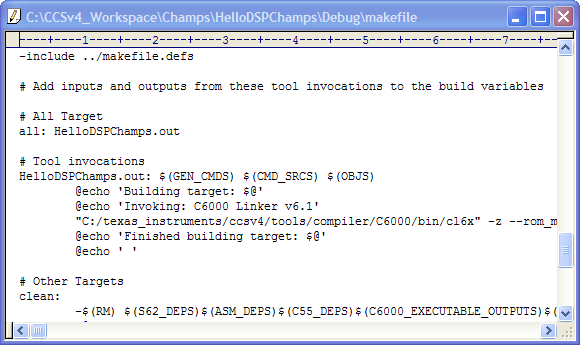 C:\CCSv4_Workspace\Champs\HelloDSPChamps\Debug\makefile
----+----1----+----2----+----3----+----4----+----5----+----6----+----7----+--
-include ../makefile.defs
# Add inputs and outputs from these tool invocations to the build variables
# All Target
all: HelloDSPChamps.out
# Tool invocations
HelloDSPChamps.out: $(GEN_CMDS) $(CMD_SRCS) $(OBJS)
@echo 'Building target: $@'
@echo 'Invoking: C6000 Linker v6.1'
"C:/texas_instruments/ccsv4/tools/compiler/C6000/bin/cl6x" -z --rom_m
@echo 'Finished building target: $@'
@echo ' '
# Other Targets
clean:
-$(RM) $(S62_DEPS)$(ASM_DEPS)$(C55_DEPS)$(C6000_EXECUTABLE_OUTPUTS)$(